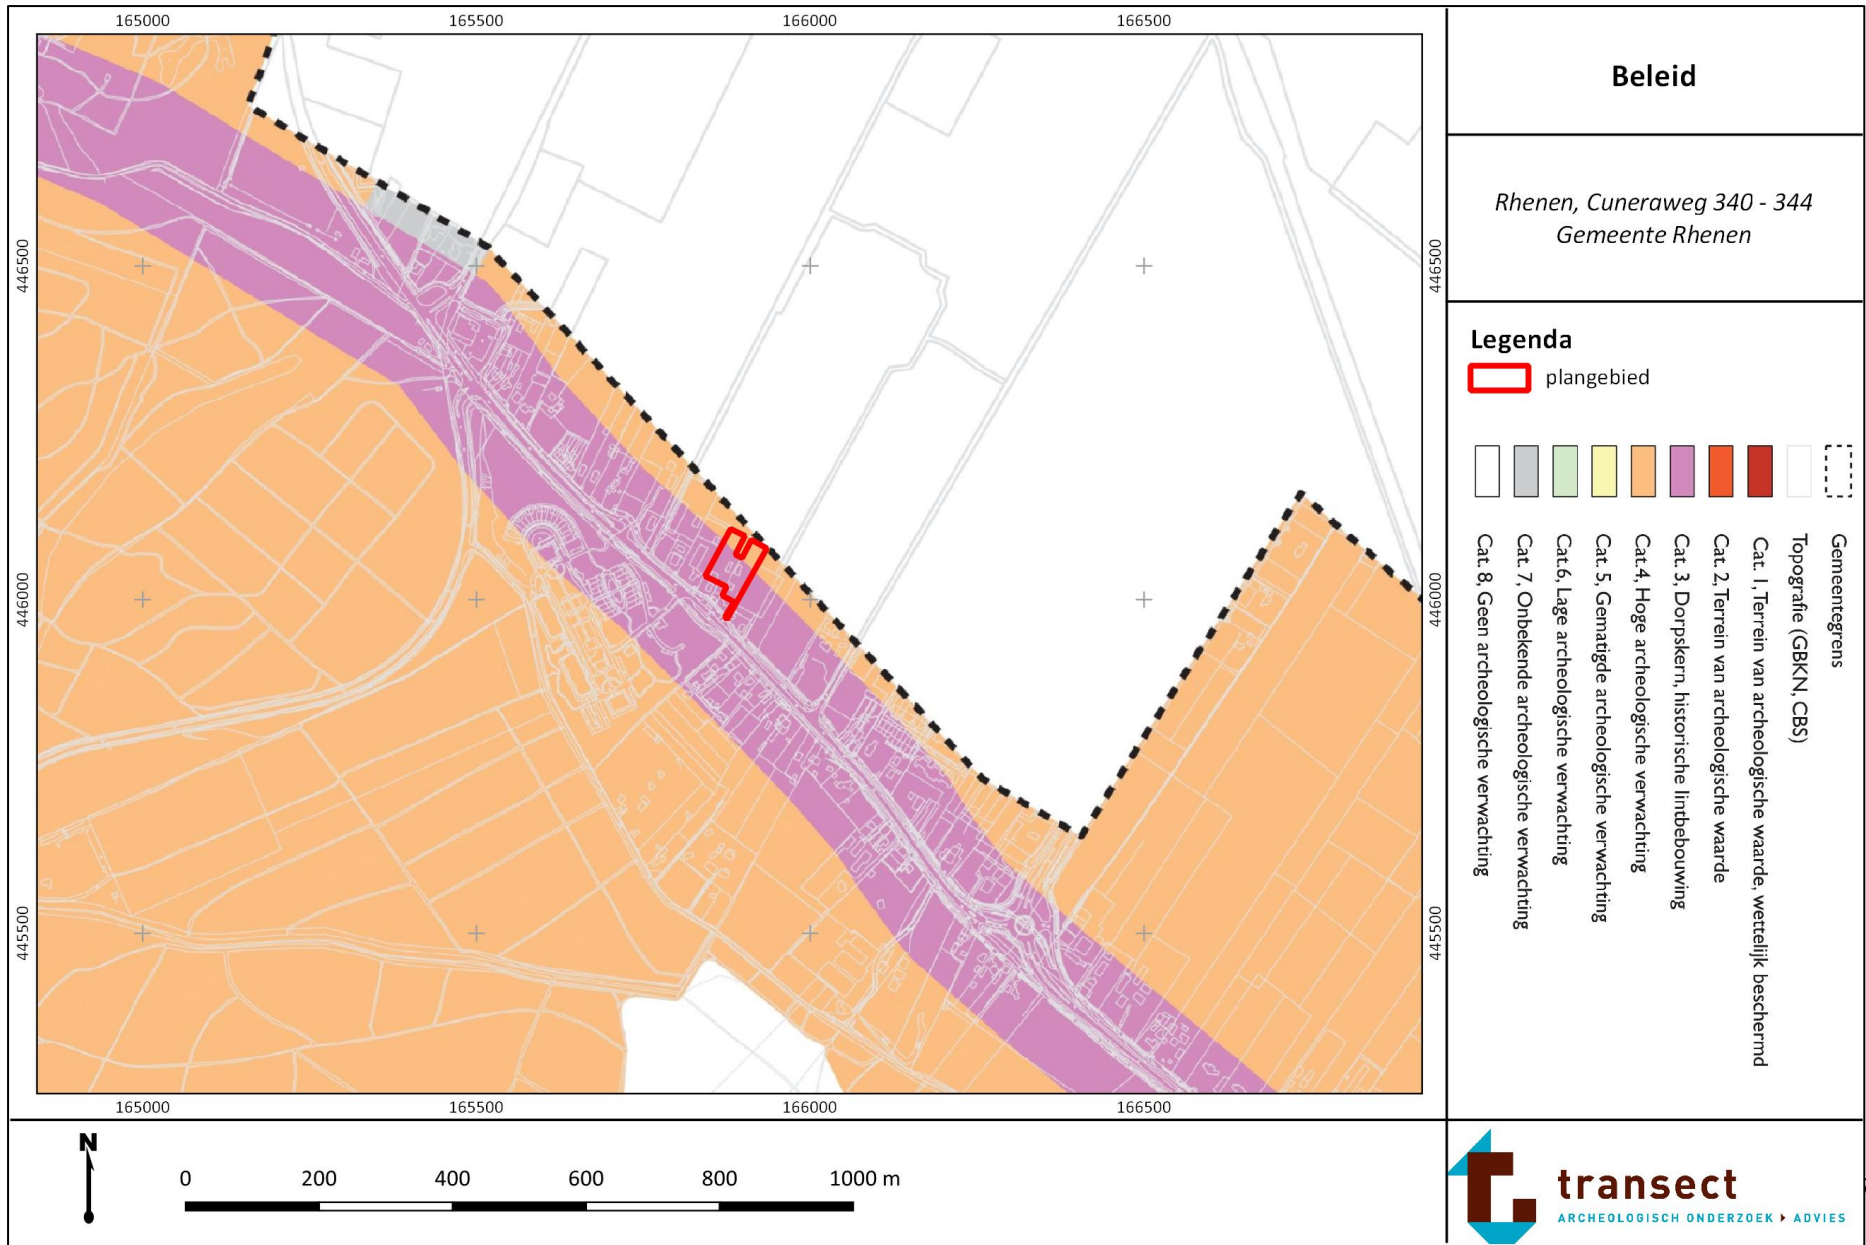 165000 165500 166000 166500
446500 446500
446000 446000
445500 445500
165000 165500 166000 166500
Beleid
Rhenen, Cuneraweg 340 - 344
Gemeente Rhenen
Legenda
plangebied
Gemeentegrens
Topografie (GBKN, CBS)
Cat. 1, Terrein van archeologische waarde, wettelijk beschermd
Cat. 2, Terrein van archeologische waarde
Cat. 3, Dorpskern, historische lintbebouwing
Cat.4, Hoge archeologische verwachting
Cat. 5, Gematigde archeologische verwachting
Cat.6, Lage archeologische verwachting
Cat. 7, Onbekende archeologische verwachting
Cat. 8, Geen archeologische verwachting
N
0 200 400 600 800 1000 m
transect
ARCHEOLOGISCH ONDERZOEK ADVIES